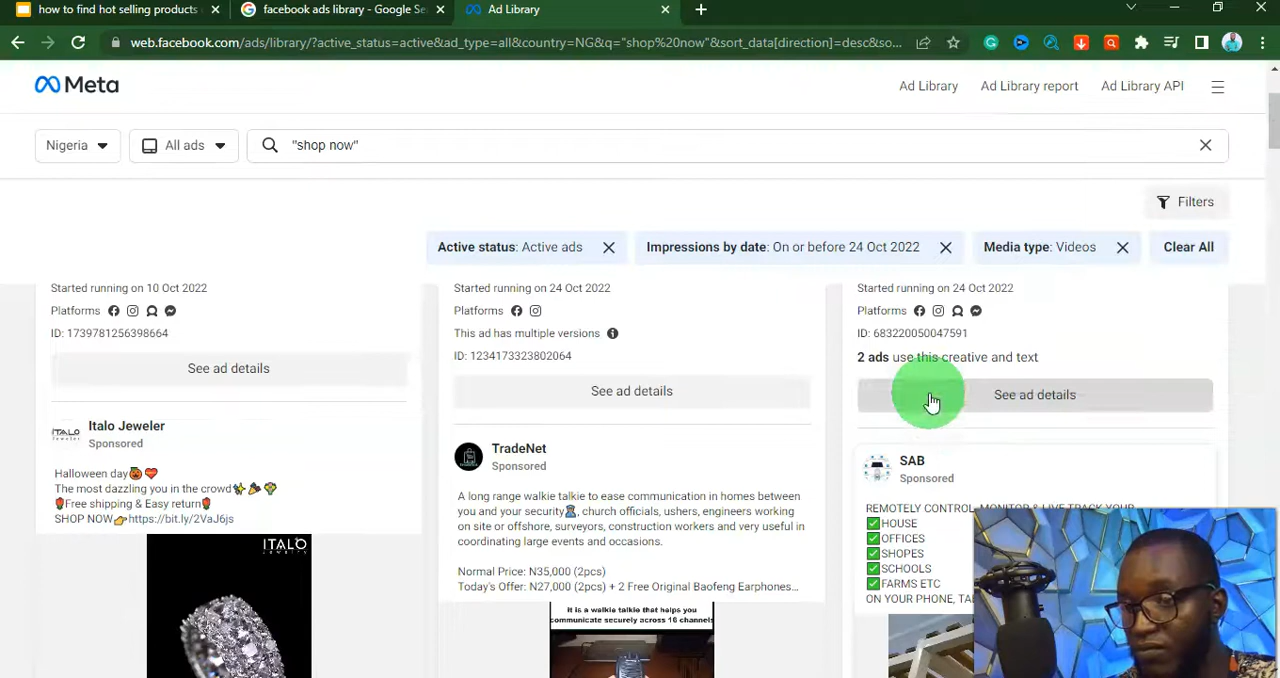 how to find hot selling products
facebook ads library - Google Se
Ad Library
web.facebook.com/ads/library/?active_status=active&ad_type=all&country=NG&q="shop%20now"&sort_data[direction]=desc&so...
Meta
Ad Library
Ad Library report
Ad Library API
Nigeria
All ads
"shop now"
Filters
Active status: Active ads
Impressions by date: On or before 24 Oct 2022
Media type: Videos
Clear All
Started running on 10 Oct 2022
Platforms
ID: 1739781256398664
See ad details
Italo Jeweler
Sponsored
Halloween day🎃❤️
The most dazzling you in the crowd✨🎉💐
🌹Free shipping & Easy return🌹
SHOP NOW👉https://bit.ly/2VaJ6js
ITALO
JEWELRY
Started running on 24 Oct 2022
Platforms
This ad has multiple versions
ID: 1234173323802064
See ad details
TradeNet
Sponsored
A long range walkie talkie to ease communication in homes between
you and your security, church officials, ushers, engineers working
on site or offshore, surveyors, construction workers and very useful in
coordinating large events and occasions.
Normal Price: N35,000 (2pcs)
Today's Offer: N27,000 (2pcs) + 2 Free Original Baofeng Earphones...
It is a walkie talkie that helps you
communicate securely across 16 channels
Started running on 24 Oct 2022
Platforms
ID: 683220050047591
2 ads use this creative and text
See ad details
SAB
Sponsored
REMOTELY CONTROL, MONITOR & LIVE TRACK YOUR
✅HOUSE
✅OFFICES
✅SHOPES
✅SCHOOLS
✅FARMS ETC
ON YOUR PHONE,